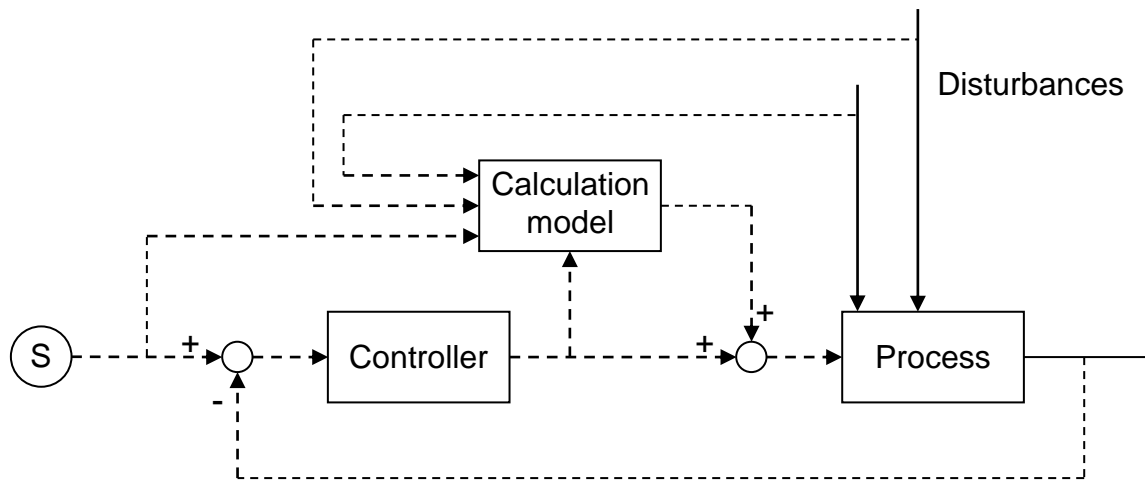 Disturbances
Calculation
model
+
+
+
S
Controller
Process
-